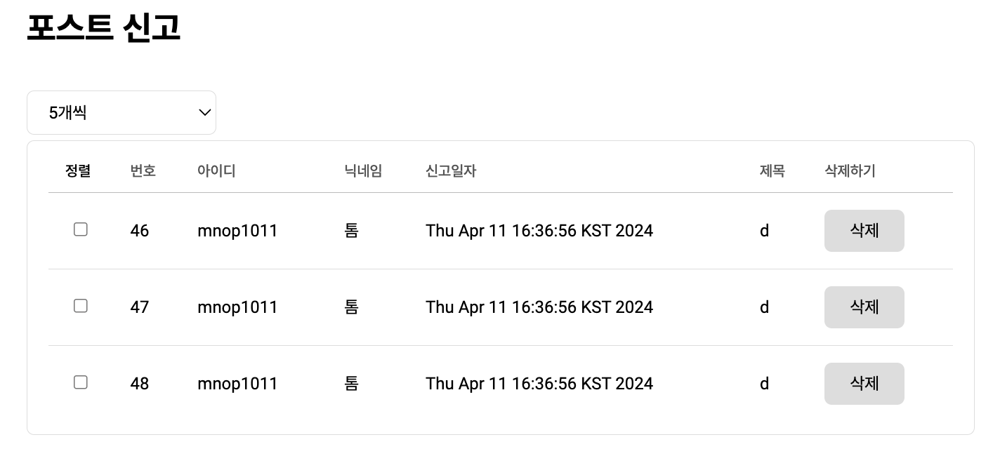 포스트 신고
5개씩
정렬 번호 아이디 닉네임 신고일자 제목 삭제하기
46 mnop1011 톰 Thu Apr 11 16:36:56 KST 2024 d 삭제
47 mnop1011 톰 Thu Apr 11 16:36:56 KST 2024 d 삭제
48 mnop1011 톰 Thu Apr 11 16:36:56 KST 2024 d 삭제